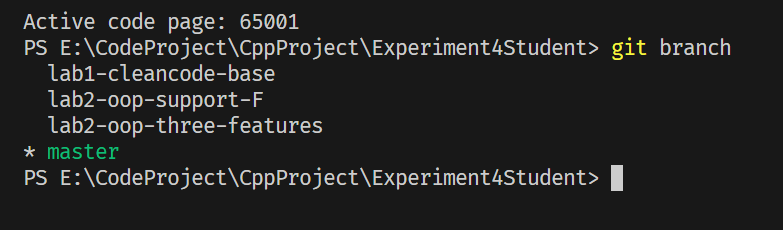 Active code page: 65001
PS E:\CodeProject\CppProject\Experiment4Student> git branch
  lab1-cleancode-base
  lab2-oop-support-F
  lab2-oop-three-features
* master
PS E:\CodeProject\CppProject\Experiment4Student>